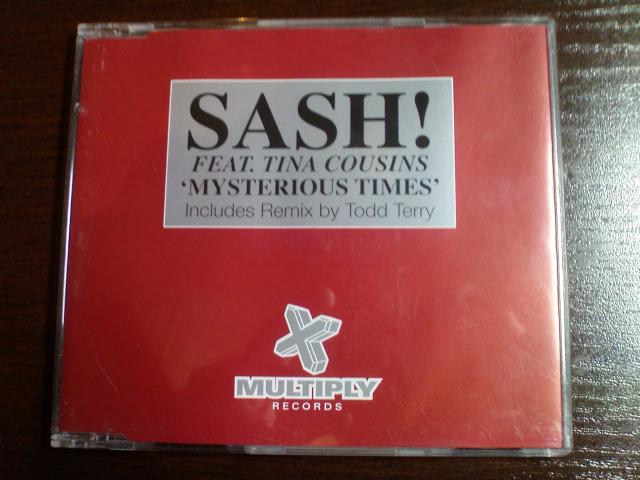 SASH!
FEAT. TINA COUSINS
'MYSTERIOUS TIMES'
Includes Remix by Todd Terry
MULTIPLY
RECORDS